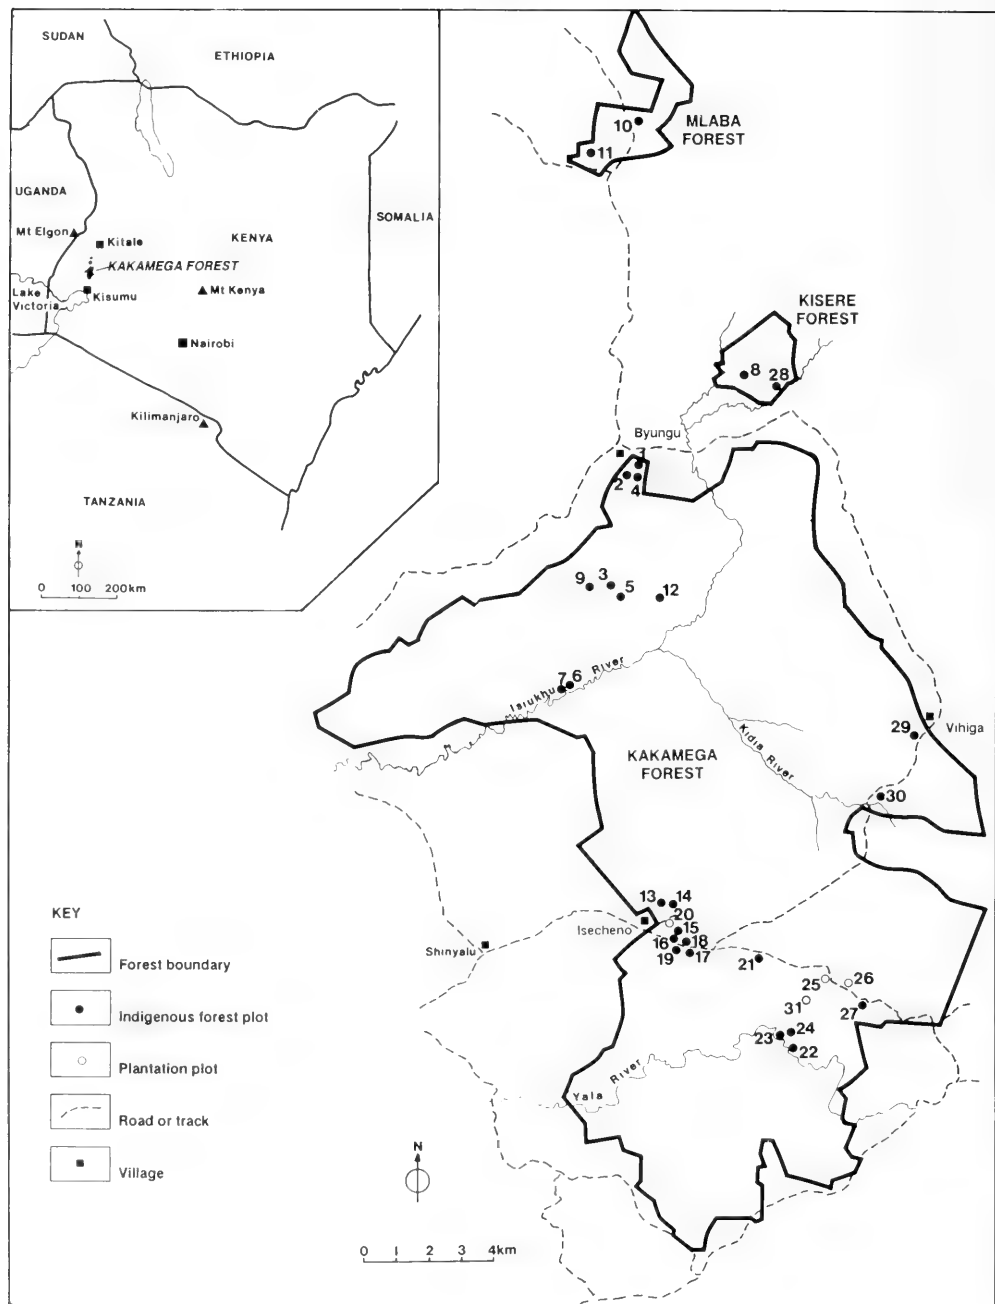 SUDAN
ETHIOPIA
UGANDA
SOMALIA
Mt Elgon
Kitale
KENYA
KAKAMEGA FOREST
Lake
Victoria
Kisumu
Mt Kenya
Nairobi
Kilimanjaro
TANZANIA
N
0 100 200km
10
MLABA
FOREST
11
KISERE
FOREST
8
28
Byungu
1
2
4
9
3
5
12
7
6
Isiukhu River
Vihiga
29
KAKAMEGA
FOREST
Kidia River
30
13
14
20
Isecheno
15
16
18
19
17
21
Shinyalu
25
26
31
27
24
23
22
Yala River
KEY
Forest boundary
Indigenous forest plot
Plantation plot
Road or track
Village
N
0 1 2 3 4km